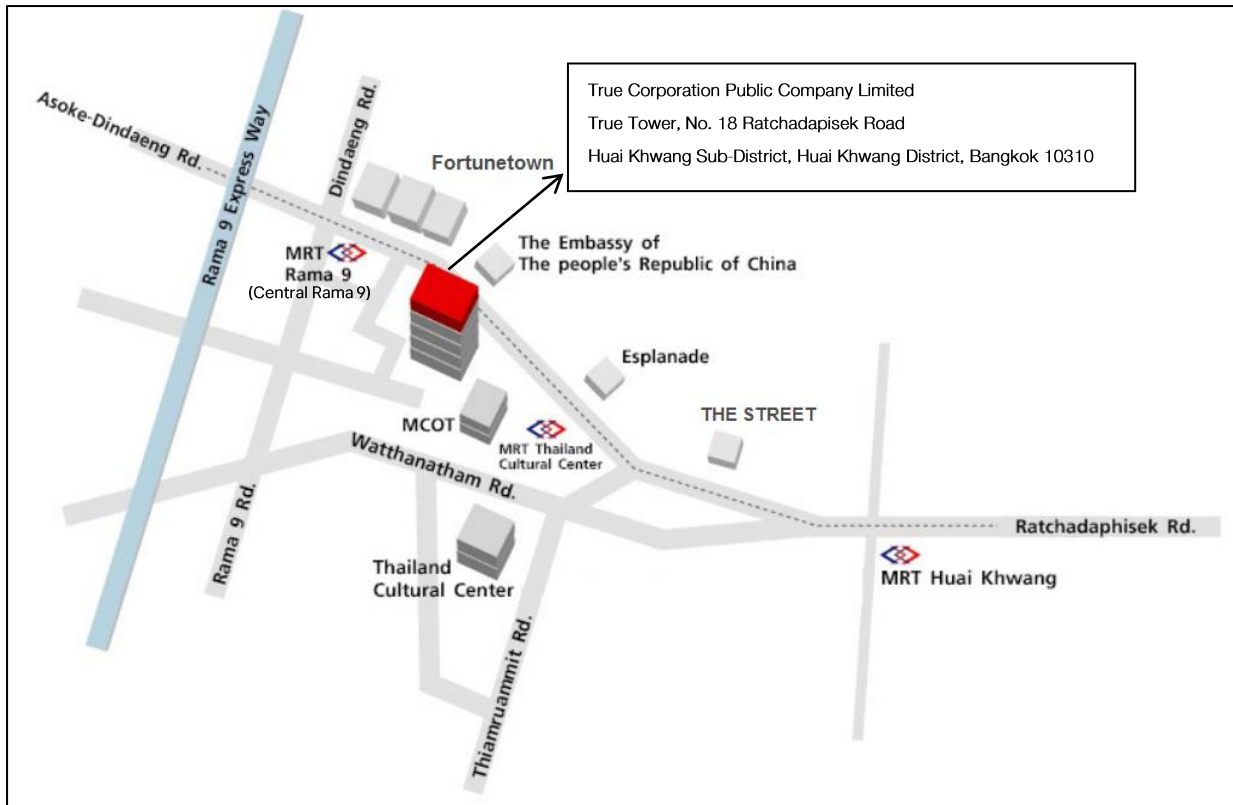 True Corporation Public Company Limited
True Tower, No. 18 Ratchadapisek Road
Huai Khwang Sub-District, Huai Khwang District, Bangkok 10310
Asoke-Dindaeng Rd.
Rama 9 Express Way
Dindaeng Rd.
Fortunetown
The Embassy of
The people's Republic of China
MRT
Rama 9
(Central Rama 9)
Esplanade
THE STREET
MCOT
MRT Thailand
Cultural Center
Watthanatham Rd.
Rama 9 Rd.
Thailand
Cultural Center
Thiamruammit Rd.
Ratchadaphisek Rd.
MRT Huai Khwang